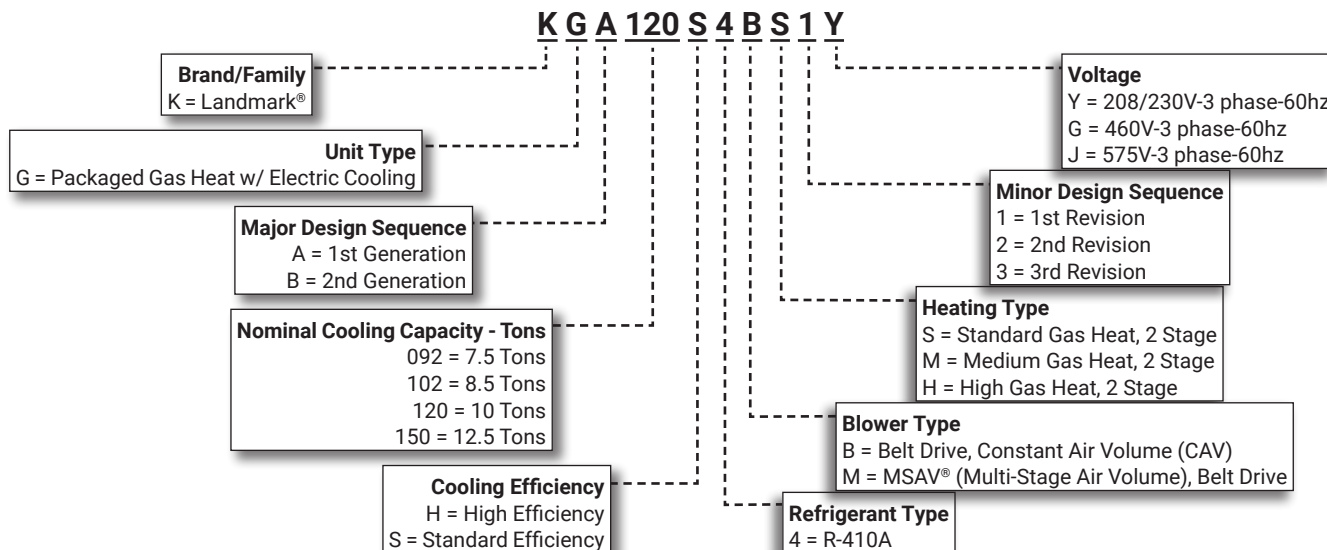 K G A 120 S 4 B S 1 Y
Brand/Family
K = Landmark®
Unit Type
G = Packaged Gas Heat w/ Electric Cooling
Major Design Sequence
A = 1st Generation
B = 2nd Generation
Nominal Cooling Capacity - Tons
092 = 7.5 Tons
102 = 8.5 Tons
120 = 10 Tons
150 = 12.5 Tons
Cooling Efficiency
H = High Efficiency
S = Standard Efficiency
Voltage
Y = 208/230V-3 phase-60hz
G = 460V-3 phase-60hz
J = 575V-3 phase-60hz
Minor Design Sequence
1 = 1st Revision
2 = 2nd Revision
3 = 3rd Revision
Heating Type
S = Standard Gas Heat, 2 Stage
M = Medium Gas Heat, 2 Stage
H = High Gas Heat, 2 Stage
Blower Type
B = Belt Drive, Constant Air Volume (CAV)
M = MSAV® (Multi-Stage Air Volume), Belt Drive
Refrigerant Type
4 = R-410A